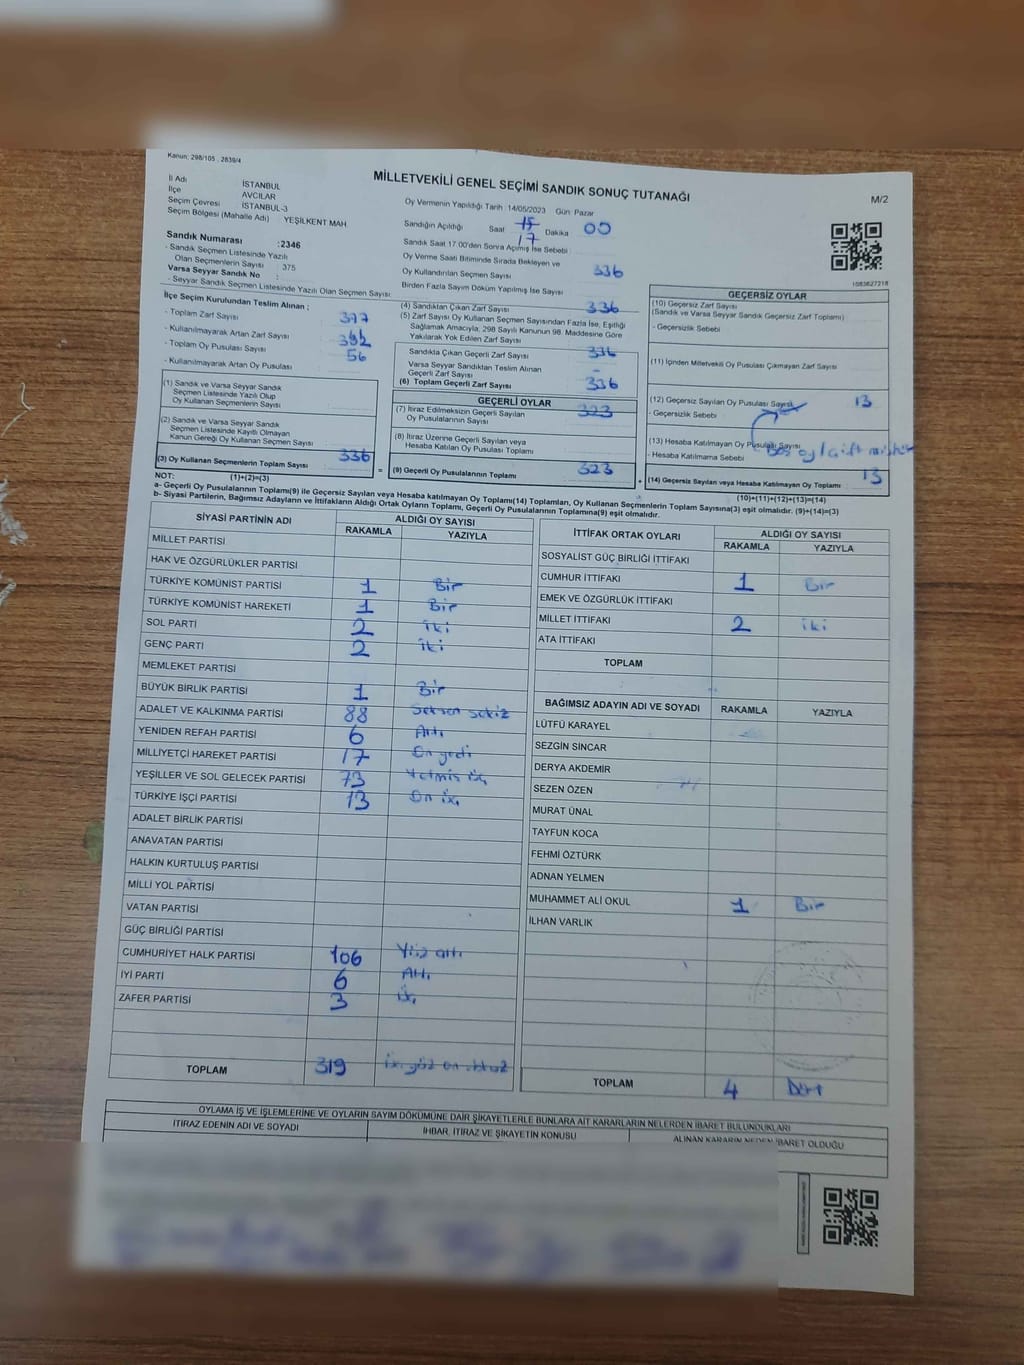 Kanun: 298/105 . 2839/4
MİLLETVEKİLİ GENEL SEÇİMİ SANDIK SONUÇ TUTANAĞI
M/2
İl Adı İSTANBUL
İlçe AVCILAR
Seçim Çevresi İSTANBUL-3
Seçim Bölgesi (Mahalle Adı) YEŞİLKENT MAH
Sandık Numarası :2346
- Sandık Seçmen Listesinde Yazılı
Olan Seçmenlerin Sayısı 375
Varsa Seyyar Sandık No :
- Seyyar Sandık Seçmen Listesinde Yazılı Olan Seçmen Sayısı:
Oy Vermenin Yapıldığı Tarih :14/05/2023 Gün: Pazar
Sandığın Açıldığı Saat 15 17 Dakika 00
Sandık Saat 17:00'den Sonra Açılmış İse Sebebi :
Oy Verme Saati Bitiminde Sırada Bekleyen ve
Oy Kullandırılan Seçmen Sayısı 336
Birden Fazla Sayım Döküm Yapılmış İse Sayısı
1083627218
İlçe Seçim Kurulundan Teslim Alınan ;
- Toplam Zarf Sayısı 377
- Kullanılmayarak Artan Zarf Sayısı
- Toplam Oy Pusulası Sayısı 56
- Kullanılmayarak Artan Oy Pusulası
(1) Sandık ve Varsa Seyyar Sandık
Seçmen Listesinde Yazılı Olup
Oy Kullanan Seçmenlerin Sayısı
(2) Sandık ve Varsa Seyyar Sandık
Seçmen Listesinde Kayıtlı Olmayan
Kanun Gereği Oy Kullanan Seçmen Sayısı
(3) Oy Kullanan Seçmenlerin Toplam Sayısı 336
(4) Sandıktan Çıkan Zarf Sayısı 336
(5) Zarf Sayısı Oy Kullanan Seçmen Sayısından Fazla İse, Eşitliği
Sağlamak Amacıyla, 298 Sayılı Kanunun 98. Maddesine Göre
Yakılarak Yok Edilen Zarf Sayısı
Sandıkta Çıkan Geçerli Zarf Sayısı 336
Varsa Seyyar Sandıktan Teslim Alınan
Geçerli Zarf Sayısı -
(6) Toplam Geçerli Zarf Sayısı 336
GEÇERLİ OYLAR
(7) İtiraz Edilmeksizin Geçerli Sayılan
Oy Pusulalarının Sayısı 323
(8) İtiraz Üzerine Geçerli Sayılan veya
Hesaba Katılan Oy Pusulası Toplamı
= (9) Geçerli Oy Pusulalarının Toplamı 323
GEÇERSİZ OYLAR
(10) Geçersiz Zarf Sayısı
(Sandık ve Varsa Seyyar Sandık Geçersiz Zarf Toplamı)
- Geçersizlik Sebebi
(11) İçinden Milletvekili Oy Pusulası Çıkmayan Zarf Sayısı
(12) Geçersiz Sayılan Oy Pusulası Sayısı 13
- Geçersizlik Sebebi
(13) Hesaba Katılmayan Oy Pusulası Sayısı
- Hesaba Katılmama Sebebi Boş oy/çift mühür
+ (14) Geçersiz Sayılan veya Hesaba Katılmayan Oy Toplamı 13
NOT: (1)+(2)=(3) (10)+(11)+(12)+(13)=(14)
a- Geçerli Oy Pusulalarının Toplamı(9) ile Geçersiz Sayılan veya Hesaba katılmayan Oy Toplamı(14) Toplamları, Oy Kullanan Seçmenlerin Toplam Sayısına(3) eşit olmalıdır. (9)+(14)=(3)
b- Siyasi Partilerin, Bağımsız Adayların ve İttifakların Aldığı Ortak Oyların Toplamı, Geçerli Oy Pusulalarının Toplamına(9) eşit olmalıdır.
SİYASİ PARTİNİN ADI ALDIĞI OY SAYISI
RAKAMLA YAZIYLA
MİLLET PARTİSİ
HAK VE ÖZGÜRLÜKLER PARTİSİ
TÜRKİYE KOMÜNİST PARTİSİ 1 Bir
TÜRKİYE KOMÜNİST HAREKETİ 1 Bir
SOL PARTİ 2 iki
GENÇ PARTİ 2 iki
MEMLEKET PARTİSİ
BÜYÜK BİRLİK PARTİSİ 1 Bir
ADALET VE KALKINMA PARTİSİ 88 Seksen sekiz
YENİDEN REFAH PARTİSİ 6 Altı
MİLLİYETÇİ HAREKET PARTİSİ 17 On yedi
YEŞİLLER VE SOL GELECEK PARTİSİ 73 Yetmiş üç
TÜRKİYE İŞÇİ PARTİSİ 13 On üç
ADALET BİRLİK PARTİSİ
ANAVATAN PARTİSİ
HALKIN KURTULUŞ PARTİSİ
MİLLİ YOL PARTİSİ
VATAN PARTİSİ
GÜÇ BİRLİĞİ PARTİSİ
CUMHURİYET HALK PARTİSİ 106 Yüz altı
İYİ PARTİ 6 Altı
ZAFER PARTİSİ 3 üç
TOPLAM 319 üç yüz on dokuz
İTTİFAK ORTAK OYLARI ALDIĞI OY SAYISI
RAKAMLA YAZIYLA
SOSYALİST GÜÇ BİRLİĞİ İTTİFAKI
CUMHUR İTTİFAKI 1 Bir
EMEK VE ÖZGÜRLÜK İTTİFAKI
MİLLET İTTİFAKI 2 iki
ATA İTTİFAKI
TOPLAM
BAĞIMSIZ ADAYIN ADI VE SOYADI RAKAMLA YAZIYLA
LÜTFÜ KARAYEL
SEZGİN SİNCAR
DERYA AKDEMİR
SEZEN ÖZEN
MURAT ÜNAL
TAYFUN KOCA
FEHMİ ÖZTÜRK
ADNAN YELMEN
MUHAMMET ALİ OKUL 1 Bir
İLHAN VARLIK
TOPLAM 4 Dört
OYLAMA İŞ VE İŞLEMLERİNE VE OYLARIN SAYIM DÖKÜMÜNE DAİR ŞİKAYETLERLE BUNLARA AİT KARARLARIN NELERDEN İBARET BULUNDUKLARI
İTİRAZ EDENİN ADI VE SOYADI İHBAR, İTİRAZ VE ŞİKAYETİN KONUSU ALINAN KARARIN NEDEN İBARET OLDUĞU